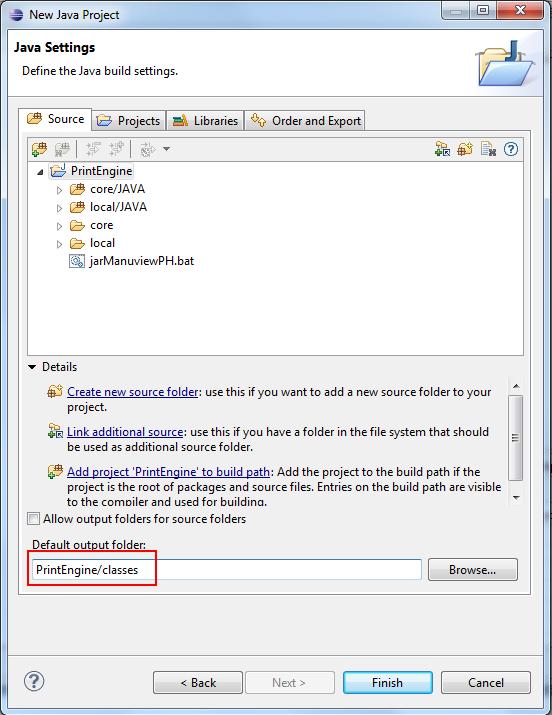 New Java Project
Java Settings
Define the Java build settings.
Source
Projects
Libraries
Order and Export
PrintEngine
core/JAVA
local/JAVA
core
local
jarManuviewPH.bat
Details
Create new source folder: use this if you want to add a new source folder to your
project.
Link additional source: use this if you have a folder in the file system that should
be used as additional source folder.
Add project 'PrintEngine' to build path: Add the project to the build path if the
project is the root of packages and source files. Entries on the build path are visible
to the compiler and used for building.
Allow output folders for source folders
Default output folder:
PrintEngine/classes
Browse...
< Back
Next >
Finish
Cancel